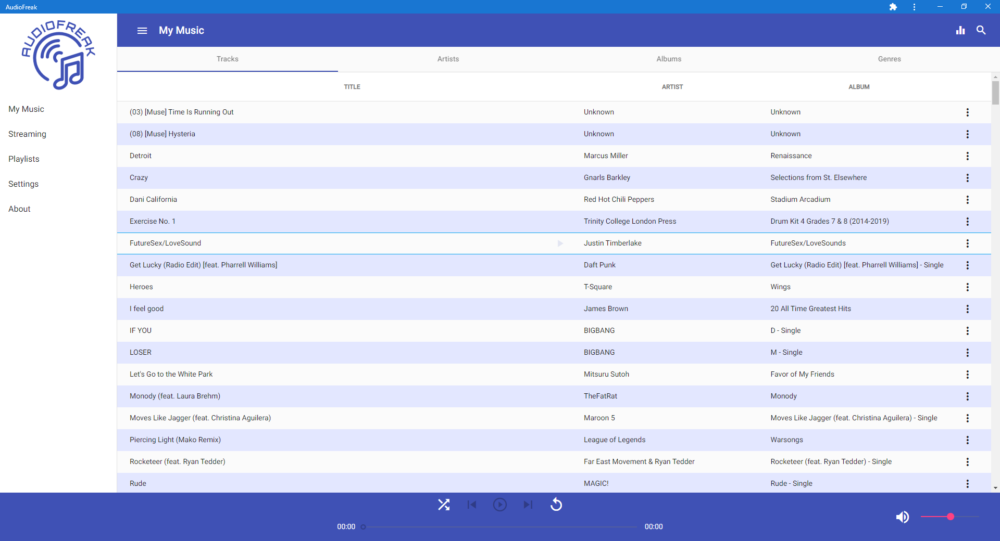 AudioFreak
AUDIOFREAK
My Music
Streaming
Playlists
Settings
About
My Music
Tracks Artists Albums Genres
TITLE ARTIST ALBUM
(03) [Muse] Time Is Running Out Unknown Unknown
(08) [Muse] Hysteria Unknown Unknown
Detroit Marcus Miller Renaissance
Crazy Gnarls Barkley Selections from St. Elsewhere
Dani California Red Hot Chili Peppers Stadium Arcadium
Exercise No. 1 Trinity College London Press Drum Kit 4 Grades 7 & 8 (2014-2019)
FutureSex/LoveSound Justin Timberlake FutureSex/LoveSounds
Get Lucky (Radio Edit) [feat. Pharrell Williams] Daft Punk Get Lucky (Radio Edit) [feat. Pharrell Williams] - Single
Heroes T-Square Wings
I feel good James Brown 20 All Time Greatest Hits
IF YOU BIGBANG D - Single
LOSER BIGBANG M - Single
Let's Go to the White Park Mitsuru Sutoh Favor of My Friends
Monody (feat. Laura Brehm) TheFatRat Monody
Moves Like Jagger (feat. Christina Aguilera) Maroon 5 Moves Like Jagger (feat. Christina Aguilera) - Single
Piercing Light (Mako Remix) League of Legends Warsongs
Rocketeer (feat. Ryan Tedder) Far East Movement & Ryan Tedder Rocketeer (feat. Ryan Tedder) - Single
Rude MAGIC! Rude - Single
00:00 00:00